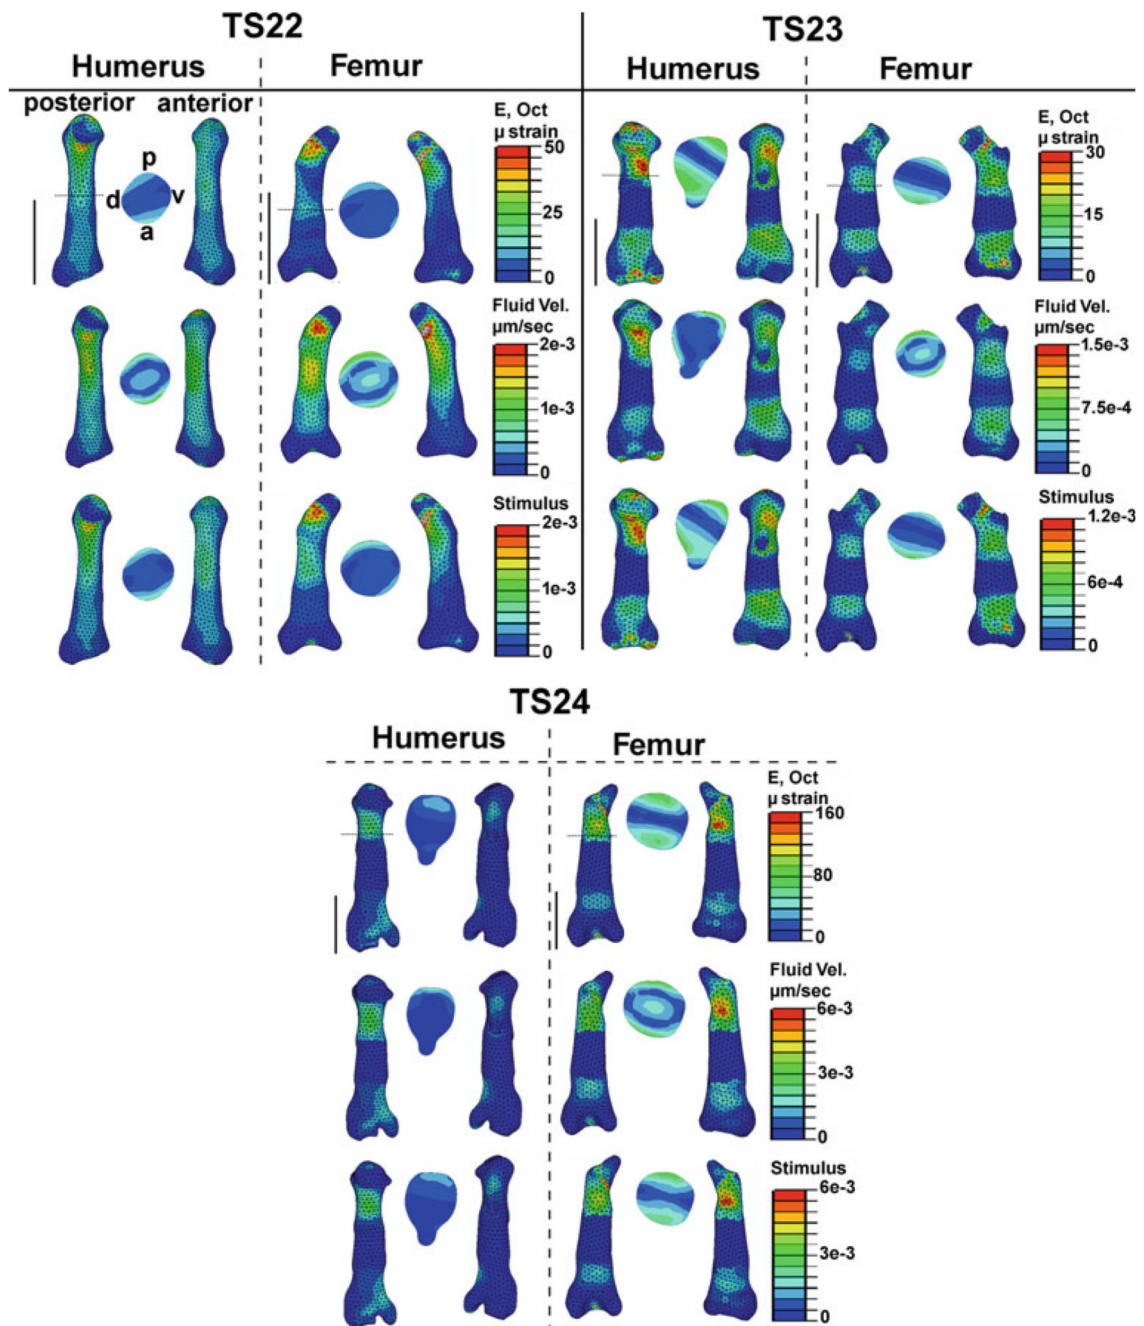 TS22
TS23
Humerus
Femur
Humerus
Femur
posterior
anterior
p
d
v
a
E, Oct
µ strain
50
25
0
E, Oct
µ strain
30
15
0
Fluid Vel.
µm/sec
2e-3
1e-3
0
Fluid Vel.
µm/sec
1.5e-3
7.5e-4
0
Stimulus
2e-3
1e-3
0
Stimulus
1.2e-3
6e-4
0
TS24
Humerus
Femur
E, Oct
µ strain
160
80
0
Fluid Vel.
µm/sec
6e-3
3e-3
0
Stimulus
6e-3
3e-3
0